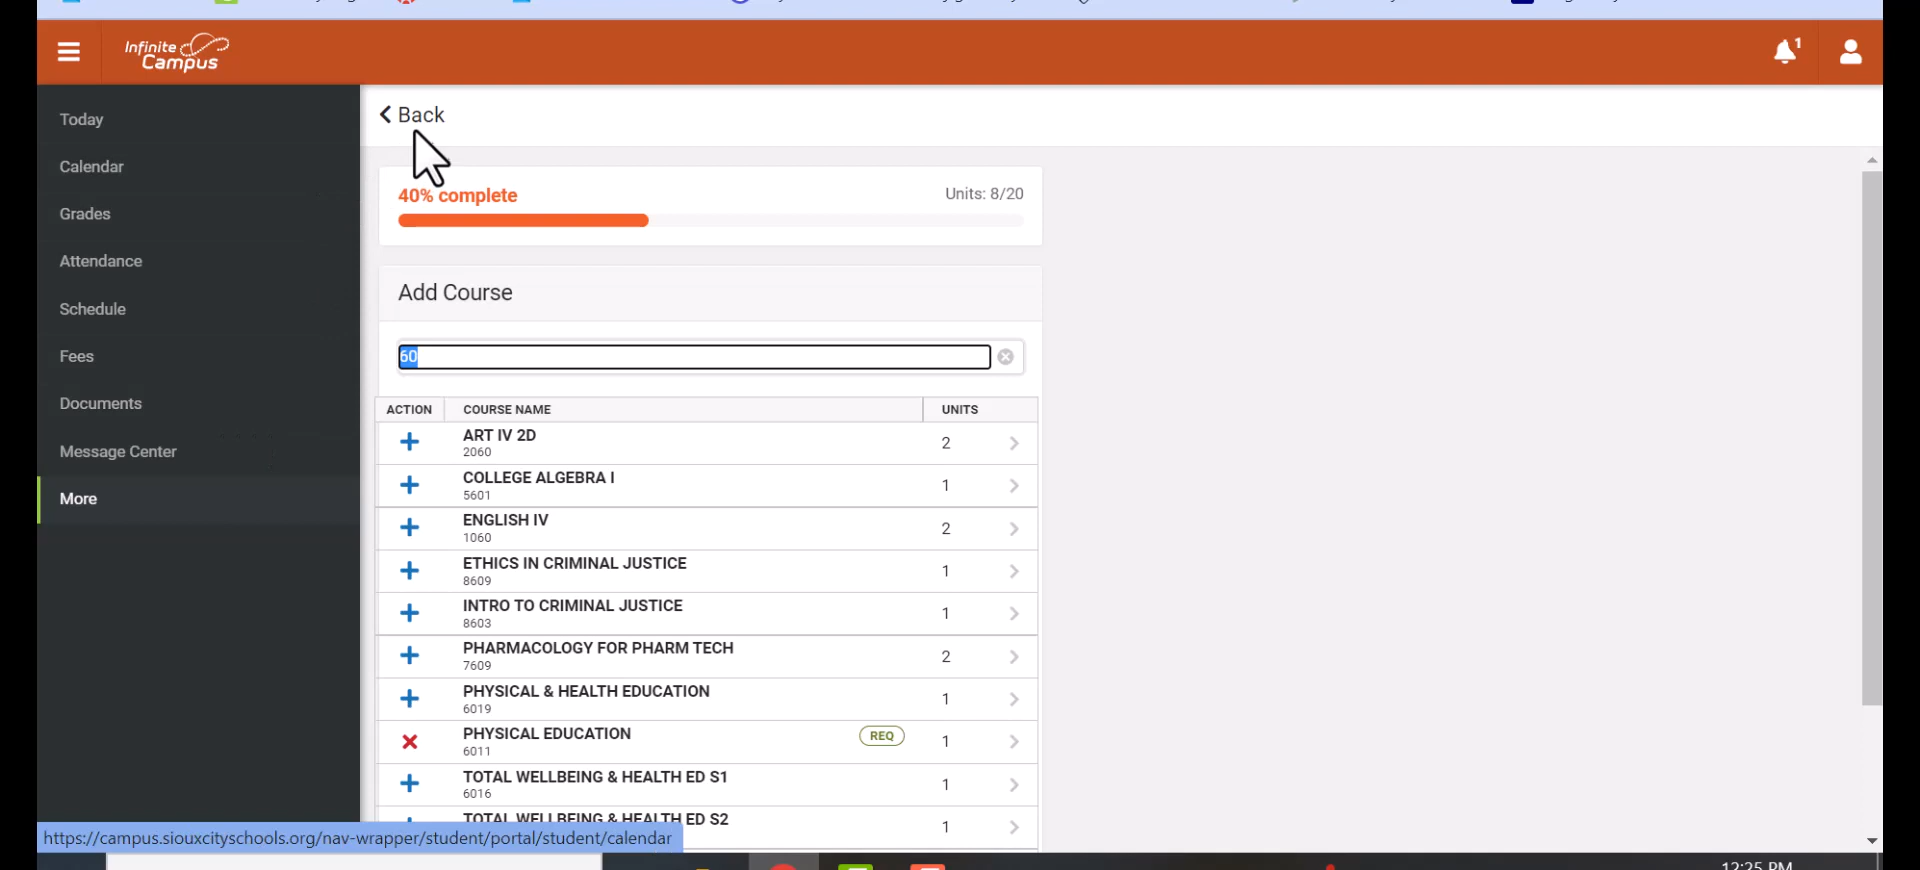 Infinite
Campus
1
Today
Calendar
Grades
Attendance
Schedule
Fees
Documents
Message Center
More
Back
40% complete
Units: 8/20
Add Course
60
ACTION COURSE NAME UNITS
ART IV 2D
2060
2
COLLEGE ALGEBRA I
5601
1
ENGLISH IV
1060
2
ETHICS IN CRIMINAL JUSTICE
8609
1
INTRO TO CRIMINAL JUSTICE
8603
1
PHARMACOLOGY FOR PHARM TECH
7609
2
PHYSICAL & HEALTH EDUCATION
6019
1
PHYSICAL EDUCATION
6011
REQ
1
TOTAL WELLBEING & HEALTH ED S1
6016
1
TOTAL WELLBEING & HEALTH ED S2
1
https://campus.siouxcityschools.org/nav-wrapper/student/portal/student/calendar
12:25 PM